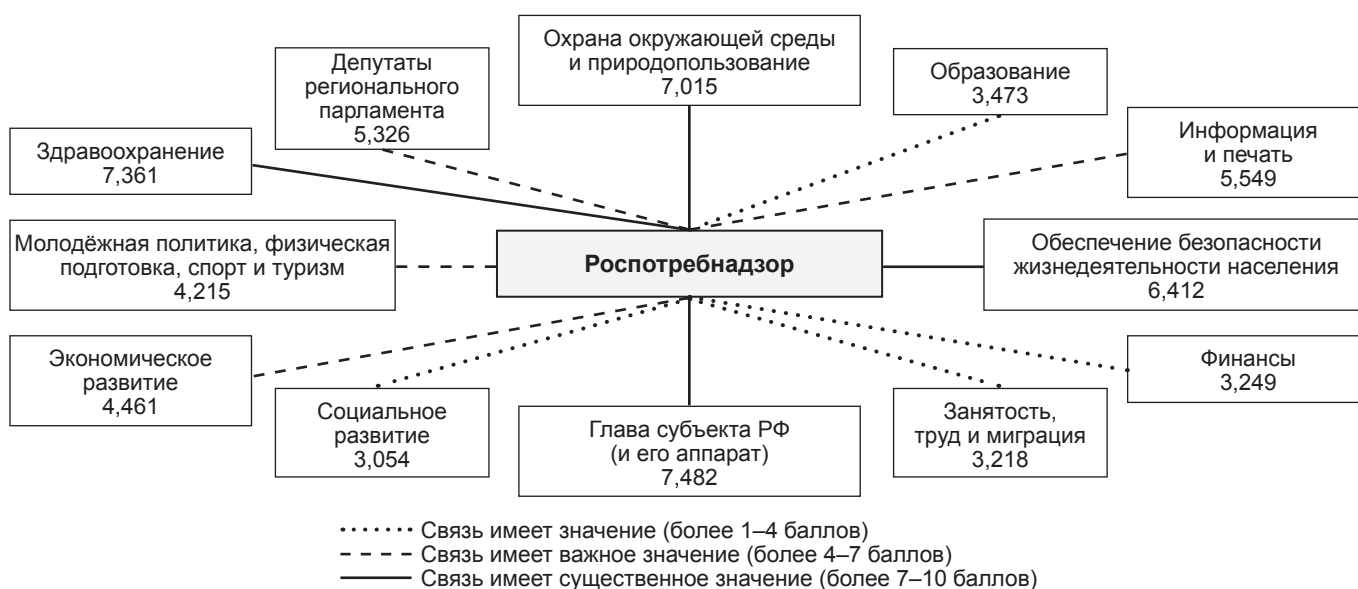 Охрана окружающей среды
и природопользование
7,015
Депутаты
регионального
парламента
5,326
Образование
3,473
Здравоохранение
7,361
Информация
и печать
5,549
Молодёжная политика, физическая
подготовка, спорт и туризм
4,215
Роспотребнадзор
Обеспечение безопасности
жизнедеятельности населения
6,412
Экономическое
развитие
4,461
Социальное
развитие
3,054
Глава субъекта РФ
(и его аппарат)
7,482
Занятость,
труд и миграция
3,218
Финансы
3,249
Связь имеет значение (более 1–4 баллов)
Связь имеет важное значение (более 4–7 баллов)
Связь имеет существенное значение (более 7–10 баллов)